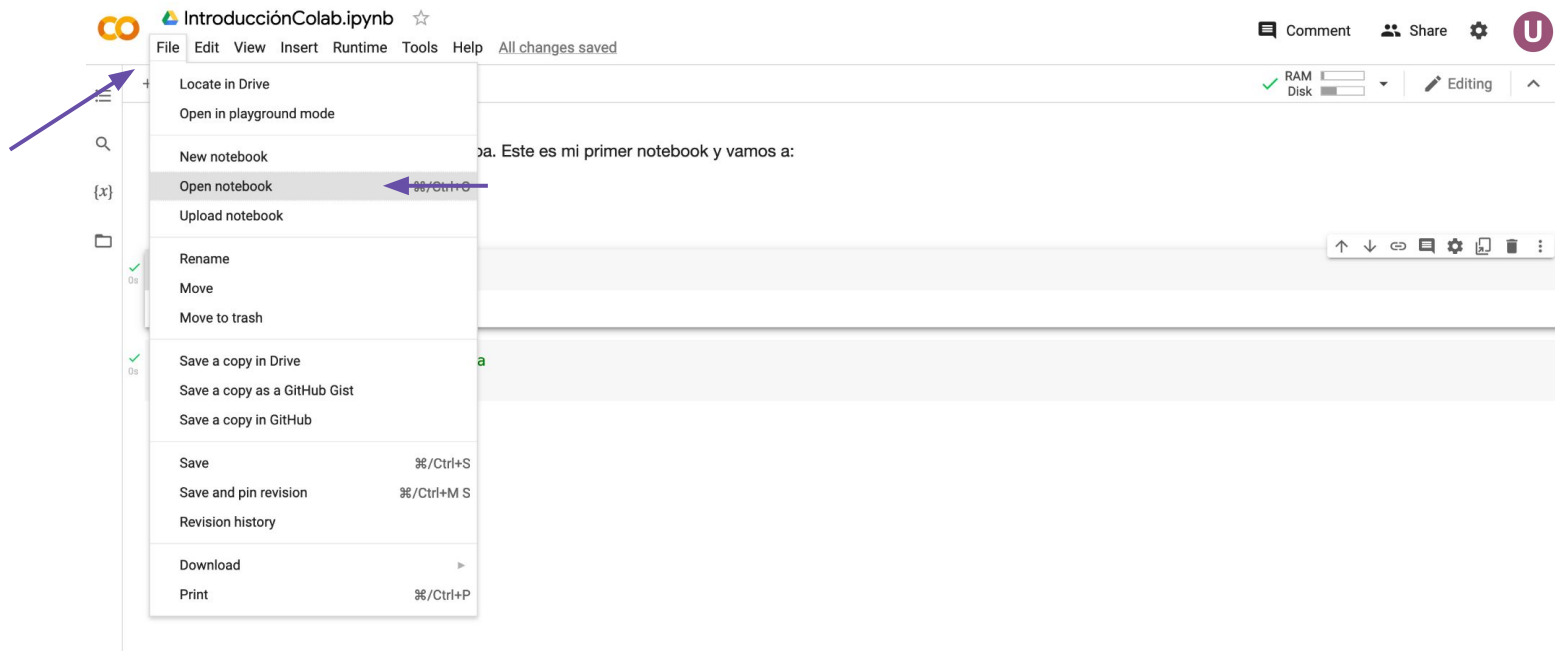 CO
IntroducciónColab.ipynb
File Edit View Insert Runtime Tools Help All changes saved
Comment Share U
+
RAM
Disk
Editing
Locate in Drive
Open in playground mode
New notebook
Open notebook ⌘/Ctrl+O
Upload notebook
Rename
Move
Move to trash
Save a copy in Drive
Save a copy as a GitHub Gist
Save a copy in GitHub
Save ⌘/Ctrl+S
Save and pin revision ⌘/Ctrl+M S
Revision history
Download
Print ⌘/Ctrl+P
{x}
0s
0s
ba. Este es mi primer notebook y vamos a:
a